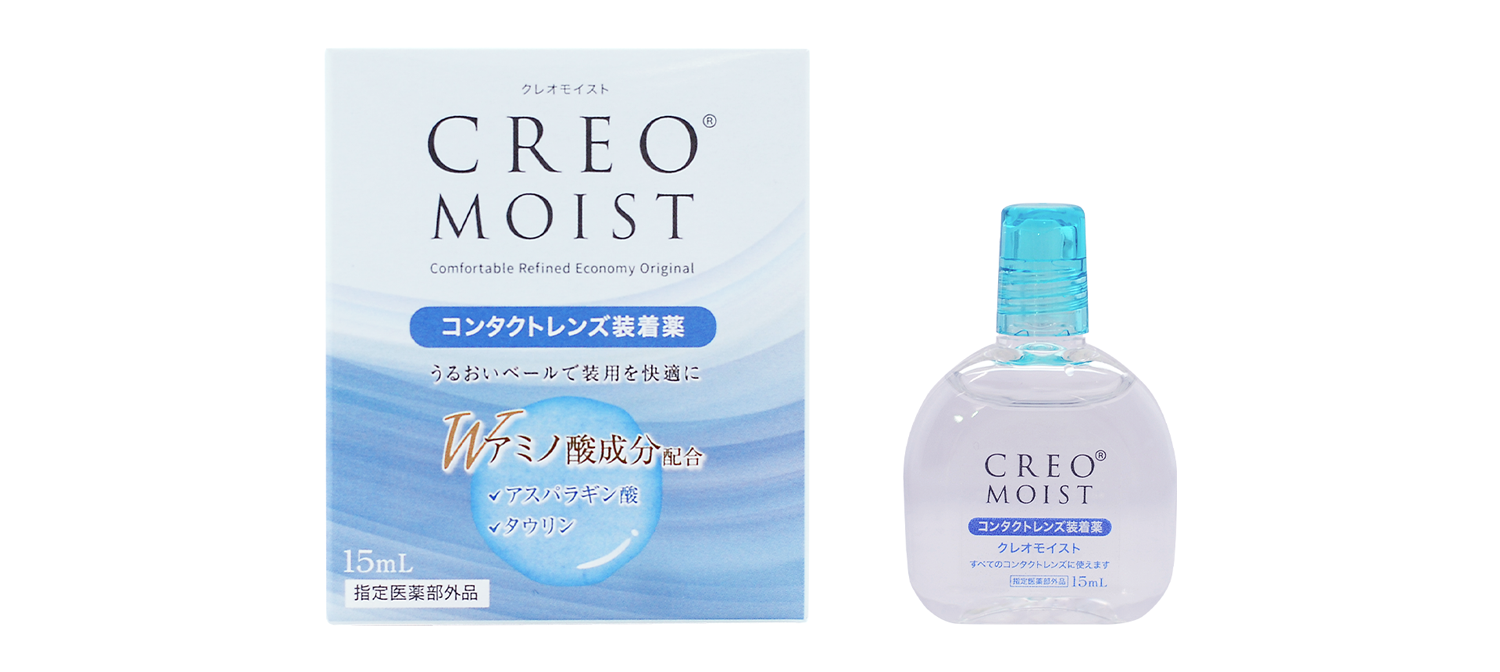 クレオモイスト
CREO®
MOIST
Comfortable Refined Economy Original
コンタクトレンズ装着薬
うるおいベールで装用を快適に
Wアミノ酸成分配合
✓アスパラギン酸
✓タウリン
15mL
指定医薬部外品
CREO®
MOIST
コンタクトレンズ装着薬
クレオモイスト
すべてのコンタクトレンズに使えます
指定医薬部外品 15mL